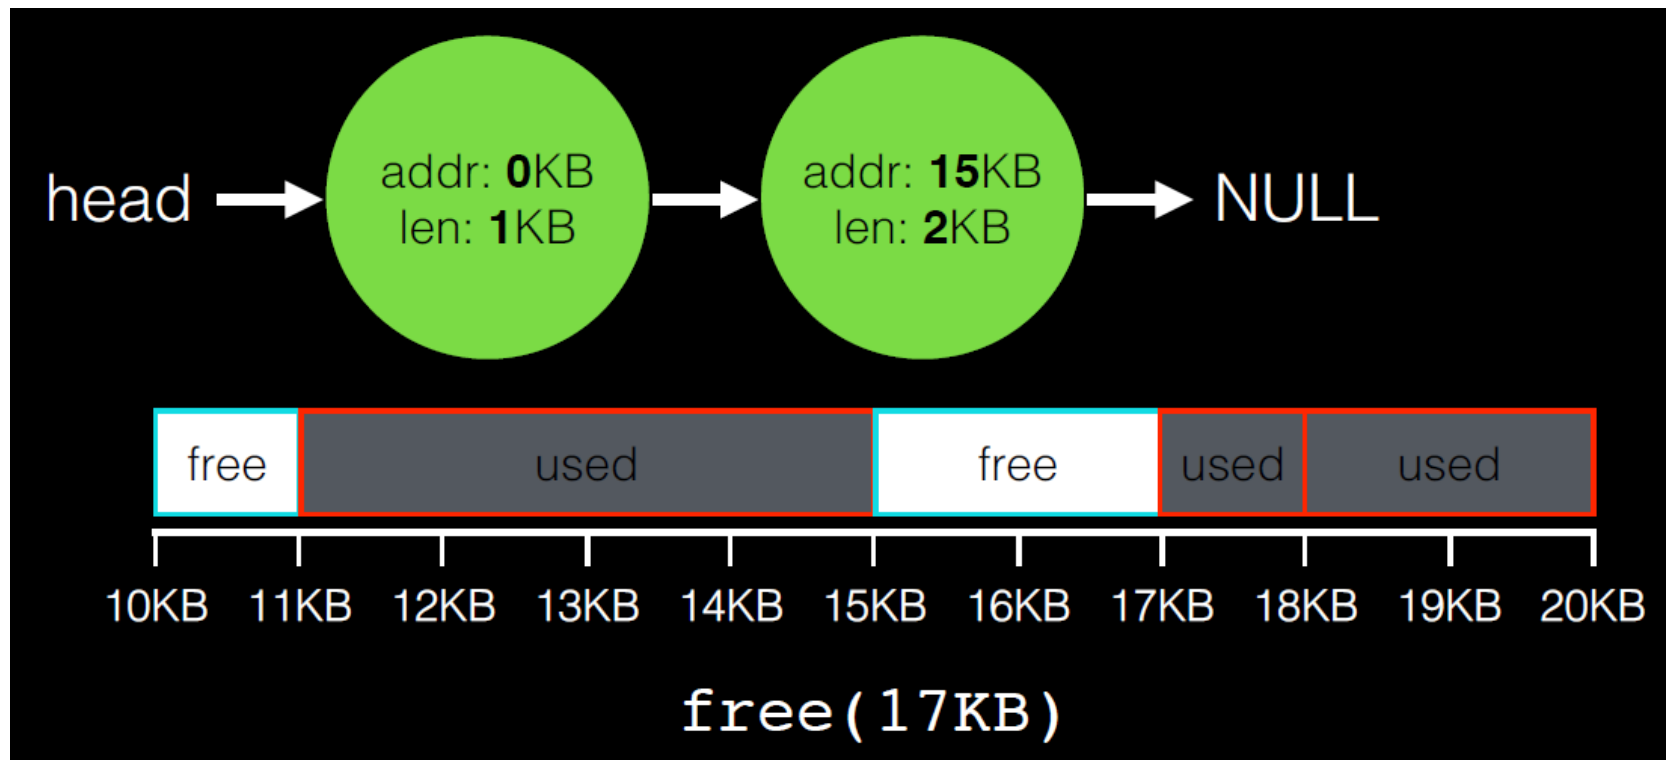 head
addr: 0KB
len: 1KB
addr: 15KB
len: 2KB
NULL
free used free used used
10KB 11KB 12KB 13KB 14KB 15KB 16KB 17KB 18KB 19KB 20KB
free(17KB)